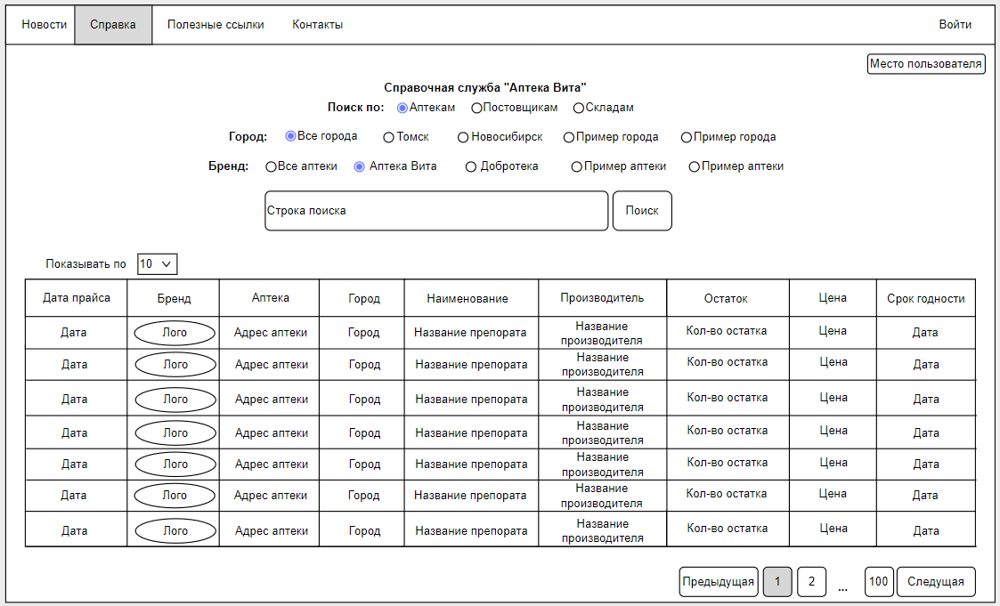 Новости Справка Полезные ссылки Контакты Войти
Место пользователя
Справочная служба "Аптека Вита"
Поиск по: Аптекам Постовщикам Складам
Город: Все города Томск Новосибирск Пример города Пример города
Бренд: Все аптеки Аптека Вита Добротека Пример аптеки Пример аптеки
Строка поиска Поиск
Показывать по 10
Дата прайса Бренд Аптека Город Наименование Производитель Остаток Цена Срок годности
Дата Лого Адрес аптеки Город Название препората Название производителя Кол-во остатка Цена Дата
Дата Лого Адрес аптеки Город Название препората Название производителя Кол-во остатка Цена Дата
Дата Лого Адрес аптеки Город Название препората Название производителя Кол-во остатка Цена Дата
Дата Лого Адрес аптеки Город Название препората Название производителя Кол-во остатка Цена Дата
Дата Лого Адрес аптеки Город Название препората Название производителя Кол-во остатка Цена Дата
Дата Лого Адрес аптеки Город Название препората Название производителя Кол-во остатка Цена Дата
Дата Лого Адрес аптеки Город Название препората Название производителя Кол-во остатка Цена Дата
Предыдущая 1 2 ... 100 Следущая